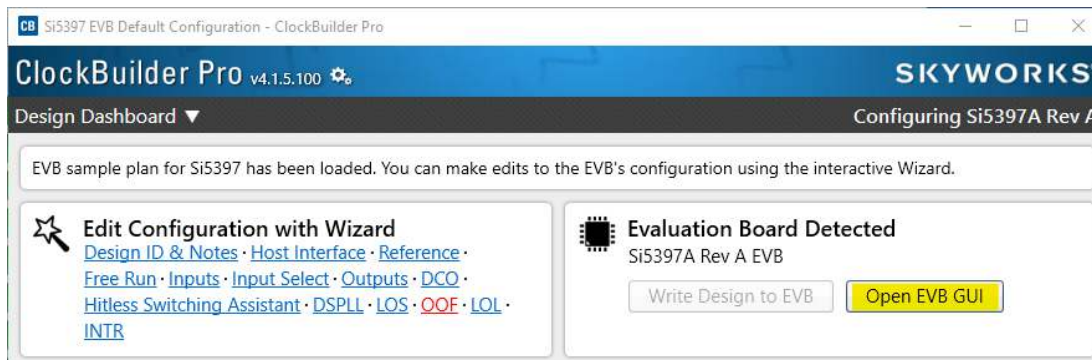 CB Si5397 EVB Default Configuration - ClockBuilder Pro
ClockBuilder Pro v4.1.5.100
SKYWORKS
Design Dashboard ▼
Configuring Si5397A Rev A
EVB sample plan for Si5397 has been loaded. You can make edits to the EVB's configuration using the interactive Wizard.
Edit Configuration with Wizard
Design ID & Notes · Host Interface · Reference ·
Free Run · Inputs · Input Select · Outputs · DCO ·
Hitless Switching Assistant · DSPLL · LOS · OOF · LOL ·
INTR
Evaluation Board Detected
Si5397A Rev A EVB
Write Design to EVB
Open EVB GUI